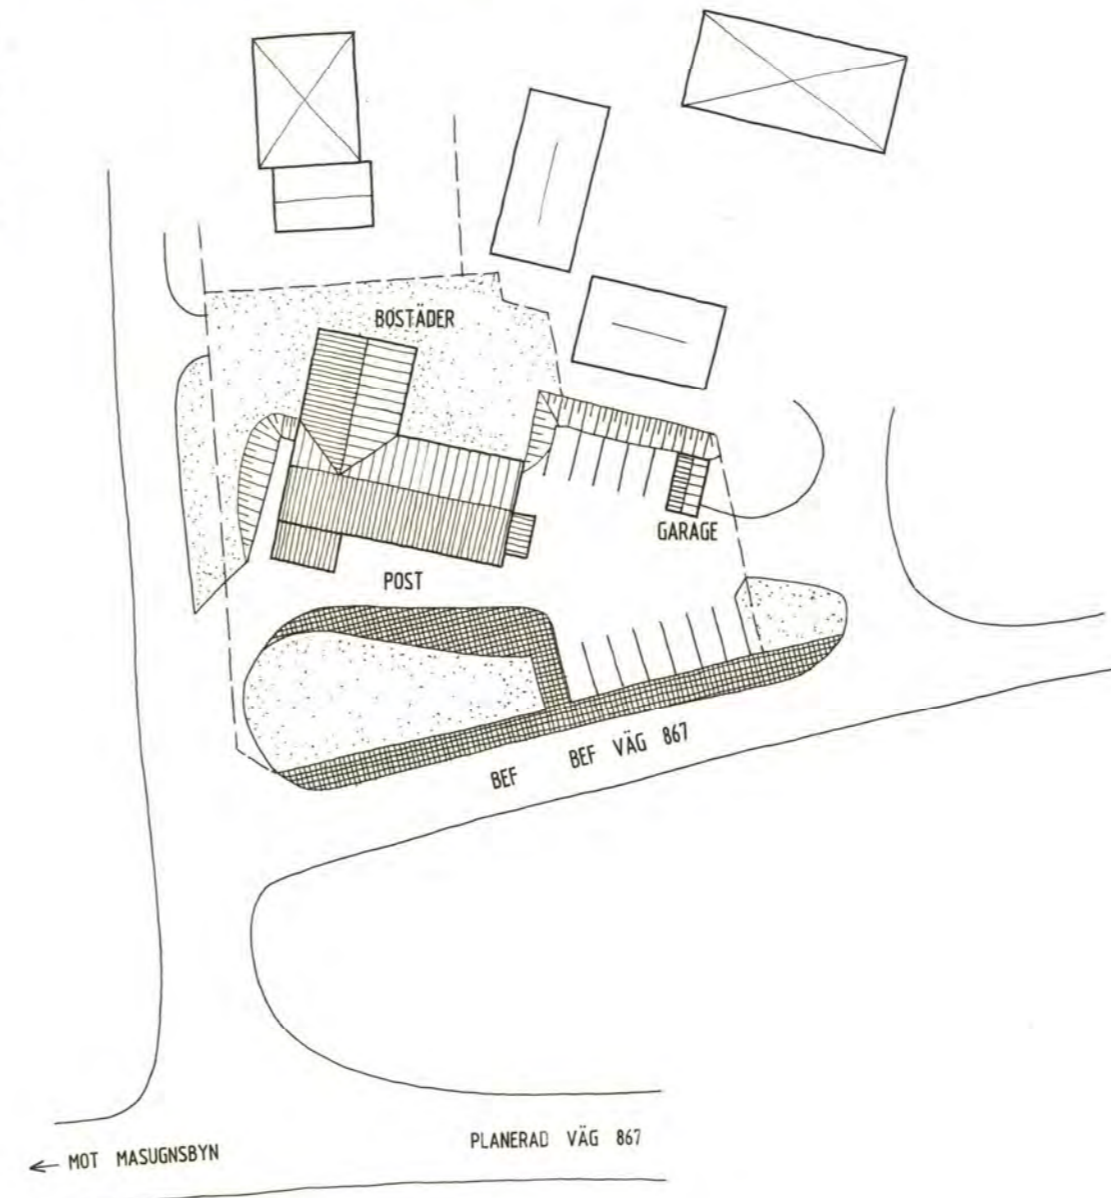 BOSTÄDER
GARAGE
POST
BEF VÄG 867
BEF
PLANERAD VÄG 867
← MOT MASUGNSBYN